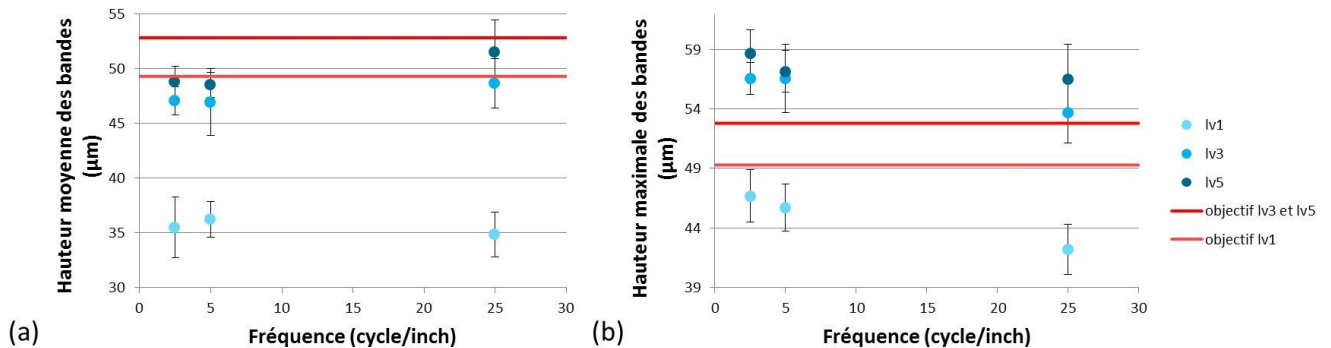 Hauteur moyenne des bandes
(µm)
55
50
45
40
35
30
0
5
10
15
20
25
30
Fréquence (cycle/inch)
(a)
Hauteur maximale des bandes
(µm)
59
54
49
44
39
0
5
10
15
20
25
30
Fréquence (cycle/inch)
(b)
lv1
lv3
lv5
objectif lv3 et lv5
objectif lv1